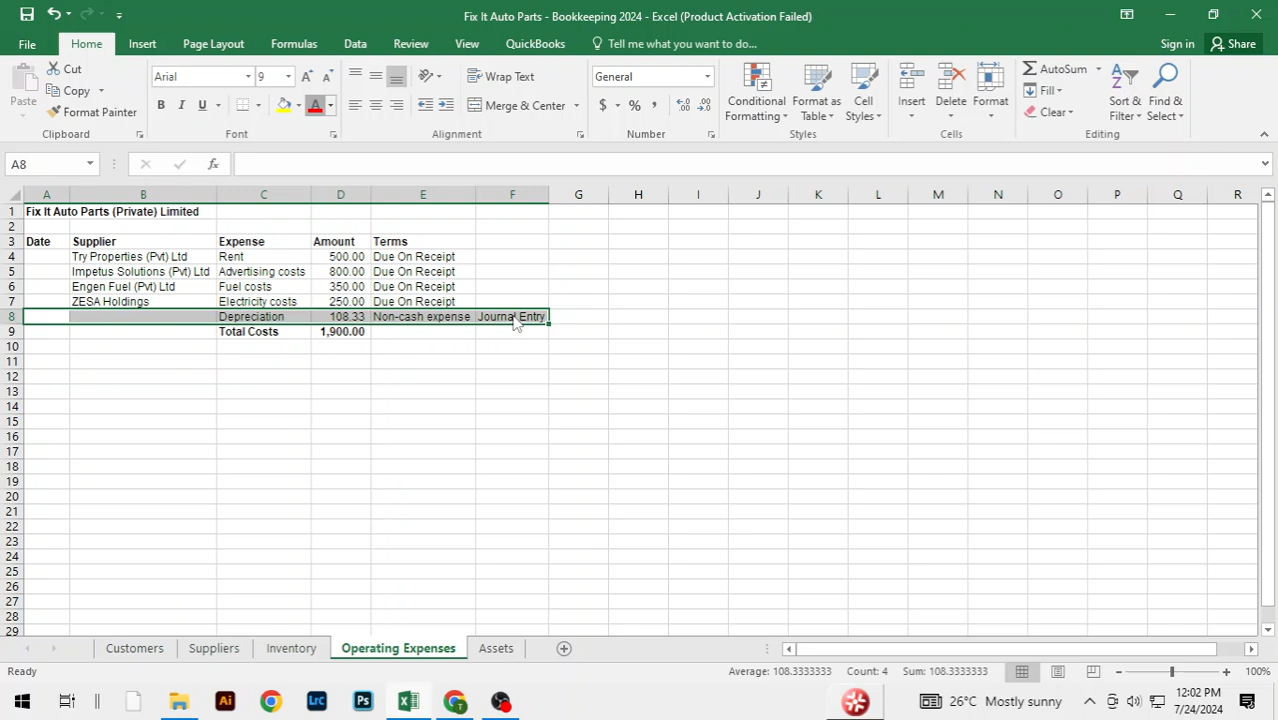 Fix It Auto Parts - Bookkeeping 2024 - Excel (Product Activation Failed)
File Home Insert Page Layout Formulas Data Review View QuickBooks Tell me what you want to do... Sign in Share
Cut
Copy
Format Painter
Paste
Clipboard
Arial 9
B I U A
Font
Wrap Text
Merge & Center
Alignment
General
$ % ,
Number
Conditional Formatting
Format as Table
Cell Styles
Styles
Insert Delete Format
Cells
AutoSum
Fill
Clear
Sort & Filter
Find & Select
Editing
A8 fx
A B C D E F G H I J K L M N O P Q R
1 Fix It Auto Parts (Private) Limited
2
3 Date Supplier Expense Amount Terms
4 Try Properties (Pvt) Ltd Rent 500.00 Due On Receipt
5 Impetus Solutions (Pvt) Ltd Advertising costs 800.00 Due On Receipt
6 Engen Fuel (Pvt) Ltd Fuel costs 350.00 Due On Receipt
7 ZESA Holdings Electricity costs 250.00 Due On Receipt
8 Depreciation 108.33 Non-cash expense Journal Entry
9 Total Costs 1,900.00
10
11
12
13
14
15
16
17
18
19
20
21
22
23
24
25
26
27
28
29
Customers Suppliers Inventory Operating Expenses Assets
Ready Average: 108.3333333 Count: 4 Sum: 108.3333333 100%
Ai Lrc Ps T 26°C Mostly sunny 12:02 PM
7/24/2024